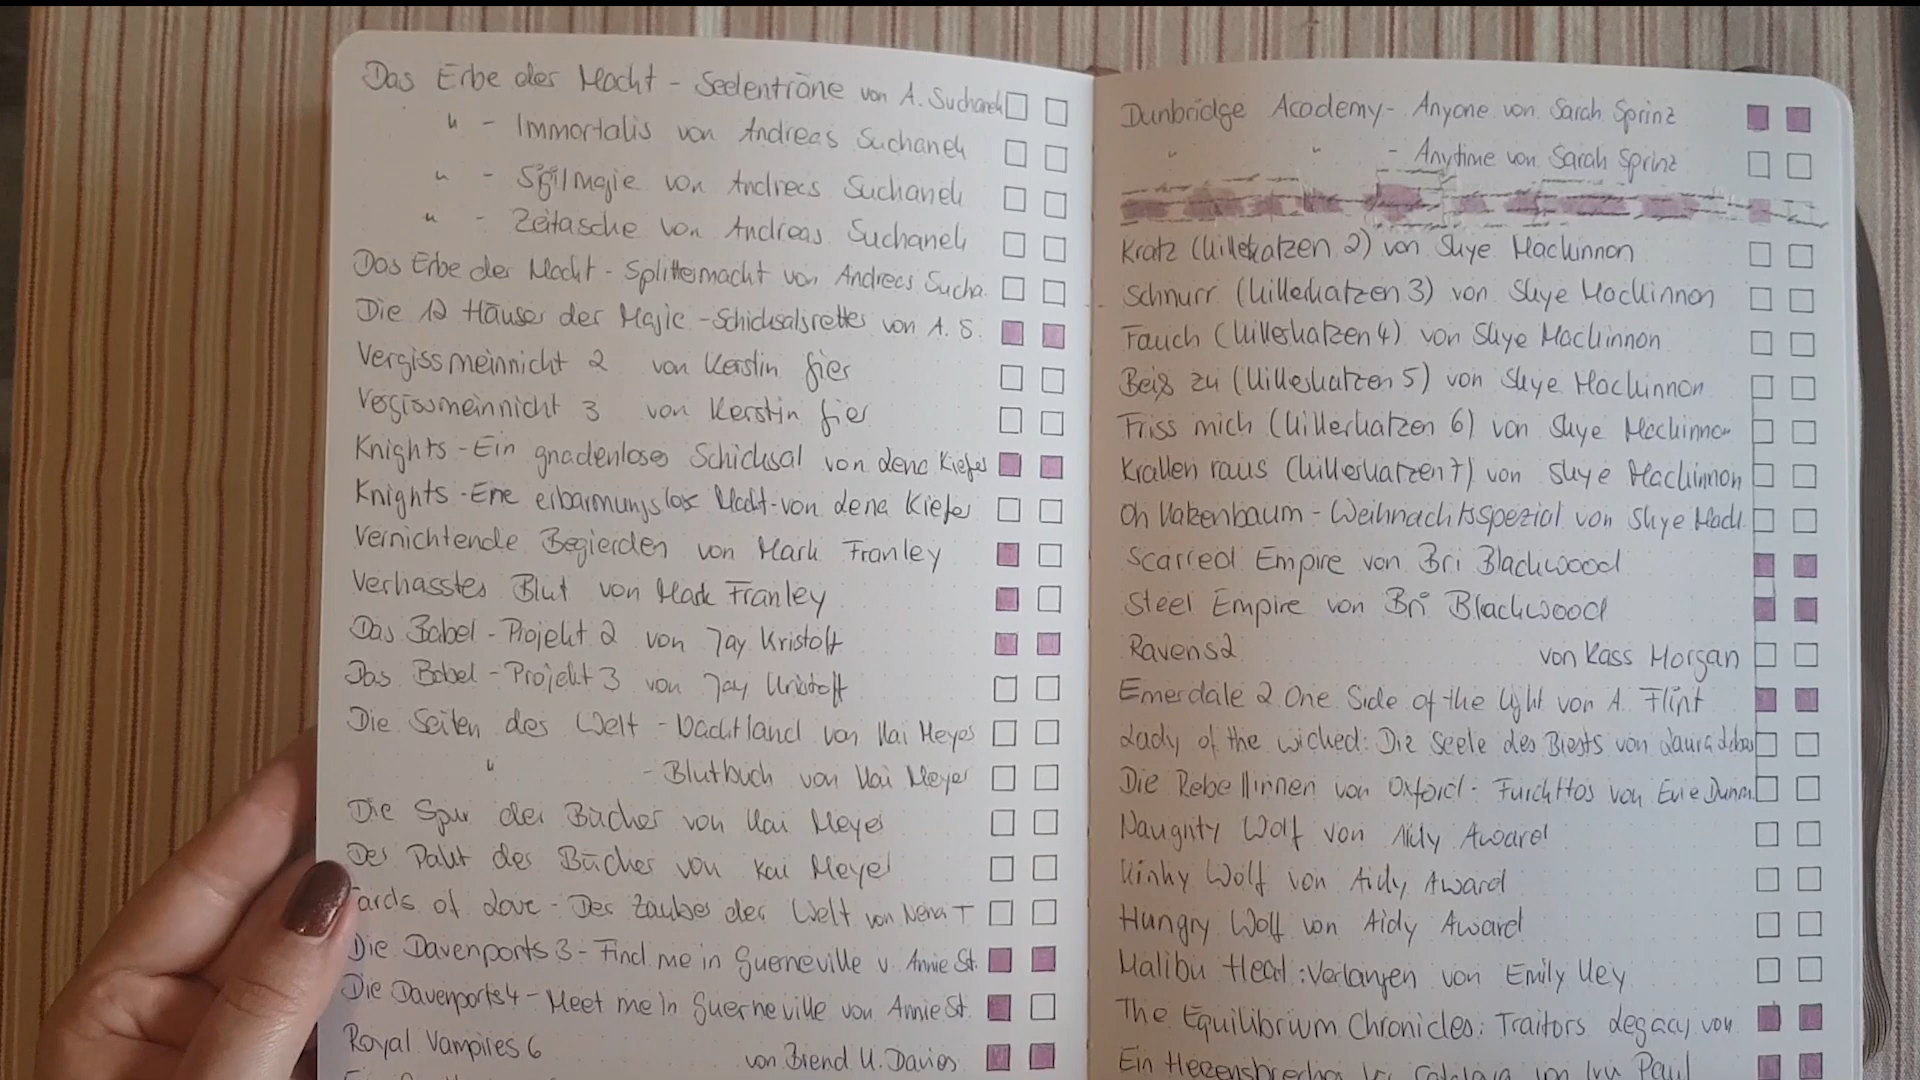 Das Erbe der Macht - Seelenträne von A. Suchanek
" - Immortalis von Andreas Suchanek
" - Sigilmagie von Andreas Suchanek
" - Zeitasche von Andreas Suchanek
Das Erbe der Macht - Splittermacht von Andreas Sucha.
Die 12 Häuser der Magie - Schicksalsretter von A. S.
Vergissmeinnicht 2 von Kerstin Gier
Vergissmeinnicht 3 von Kerstin Gier
Knights - Ein gnadenloses Schicksal von Lena Kiefer
Knights - Eine erbarmungslose Macht - von Lena Kiefer
Vernichtende Begierden von Mark Franley
Verhasstes Blut von Mark Franley
Das Babel - Projekt 2 von Jay Kristoff
Das Babel - Projekt 3 von Jay Kristoff
Die Seiten der Welt - Nachtland von Kai Meyer
" - Blutbuch von Kai Meyer
Die Spur der Bücher von Kai Meyer
Der Pakt der Bücher von Kai Meyer
ards of Love - Der Zauber der Welt von Nena T
Die Davenports 3 - Find me in Guerneville v. Annie St.
Die Davenports 4 - Meet me in Guerneville von Annie St.
Royal Vampires 6 von Brend K. Davies
Dunbridge Academy - Anyone von Sarah Sprinz
" " - Anytime von Sarah Sprinz
Kratz (Killerkatzen 2) von Skye Mackinnon
Schnurr (Killerkatzen 3) von Skye Mackinnon
Fauch (Killerkatzen 4) von Skye Mackinnon
Beiß zu (Killerkatzen 5) von Skye Mackinnon
Friss mich (Killerkatzen 6) von Skye Mackinnon
Krallen raus (Killerkatzen 7) von Skye Mackinnon
Oh Katzenbaum - Weihnachtsspezial von Skye Mack.
Scarred Empire von Bri Blackwood
Steel Empire von Bri Blackwood
Ravens 2 von Kass Morgan
Emerdale 2 One Side of the Light von A. Flint
Lady of the wicked: Die Seele des Biests von Laura Labas
Die Rebellinnen von Oxford - Furchtlos von Evie Dunm.
Naughty Wolf von Aidy Award
Kinky Wolf von Aidy Award
Hungry Wolf von Aidy Award
Malibu Heat: Verlangen von Emily Key
The Equilibrium Chronicles: Traitors Legacy von
Ein Herzensbrecher Ivy Paul